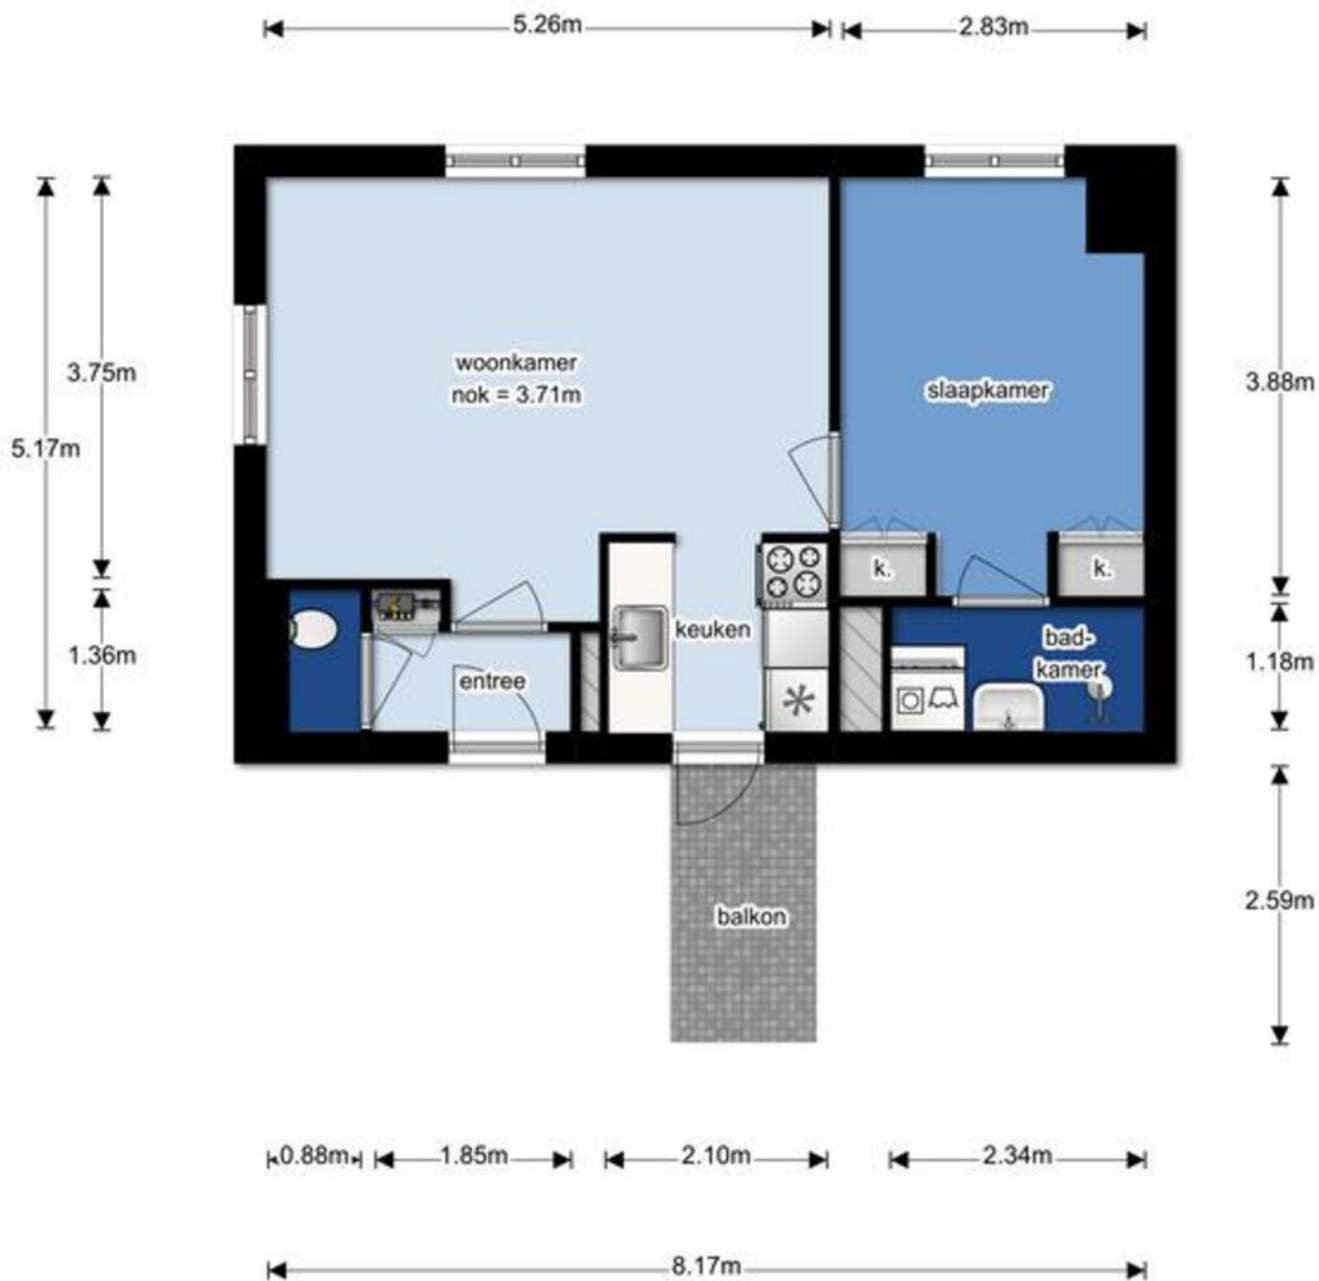 5.26m
2.83m
3.75m
5.17m
1.36m
woonkamer
nok = 3.71m
slaapkamer
3.88m
k.
k.
keuken
entree
bad-
kamer
1.18m
balkon
2.59m
0.88m
1.85m
2.10m
2.34m
8.17m